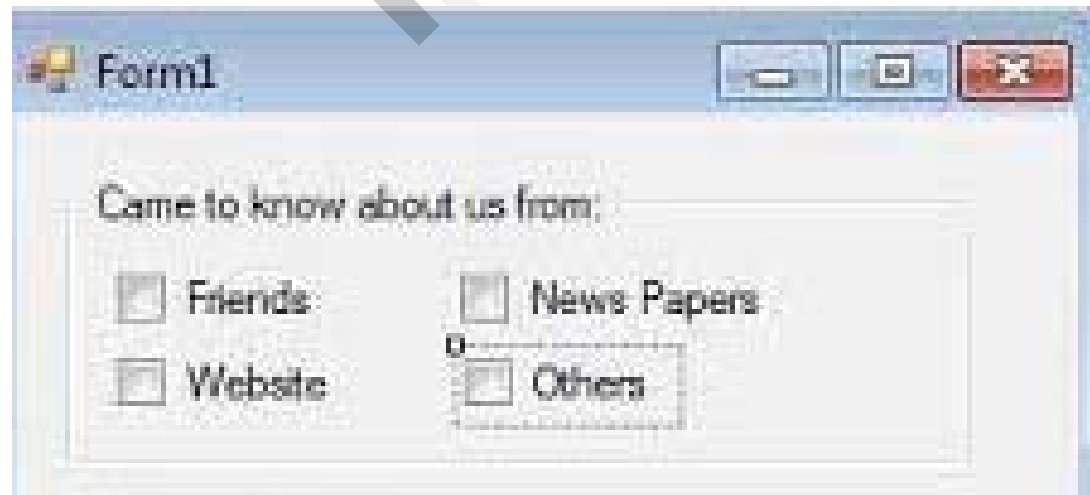 Form1
Came to know about us from:
Friends News Papers
Website Others